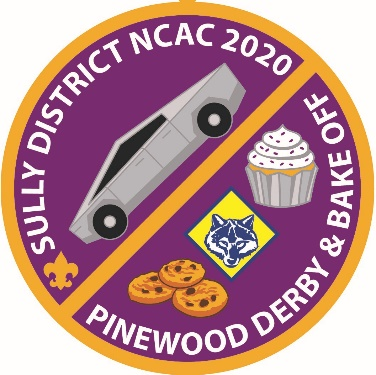 SULLY DISTRICT NCAC 2020
PINEWOOD DERBY & BAKE OFF